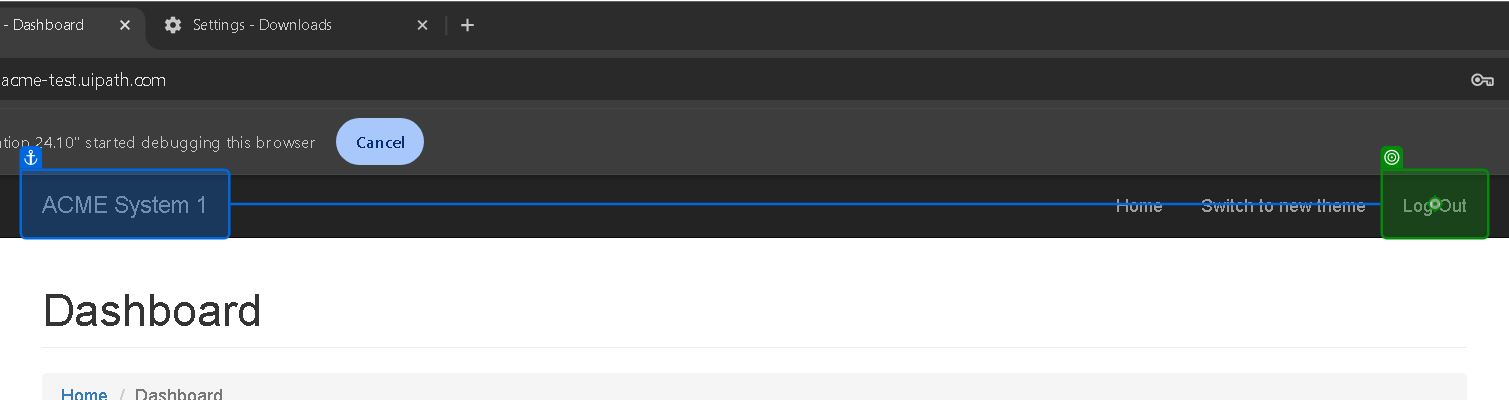 - Dashboard
Settings - Downloads
acme-test.uipath.com
24.10" started debugging this browser
Cancel
ACME System 1
Home
Switch to new theme
Log Out
Dashboard
Home / Dashboard